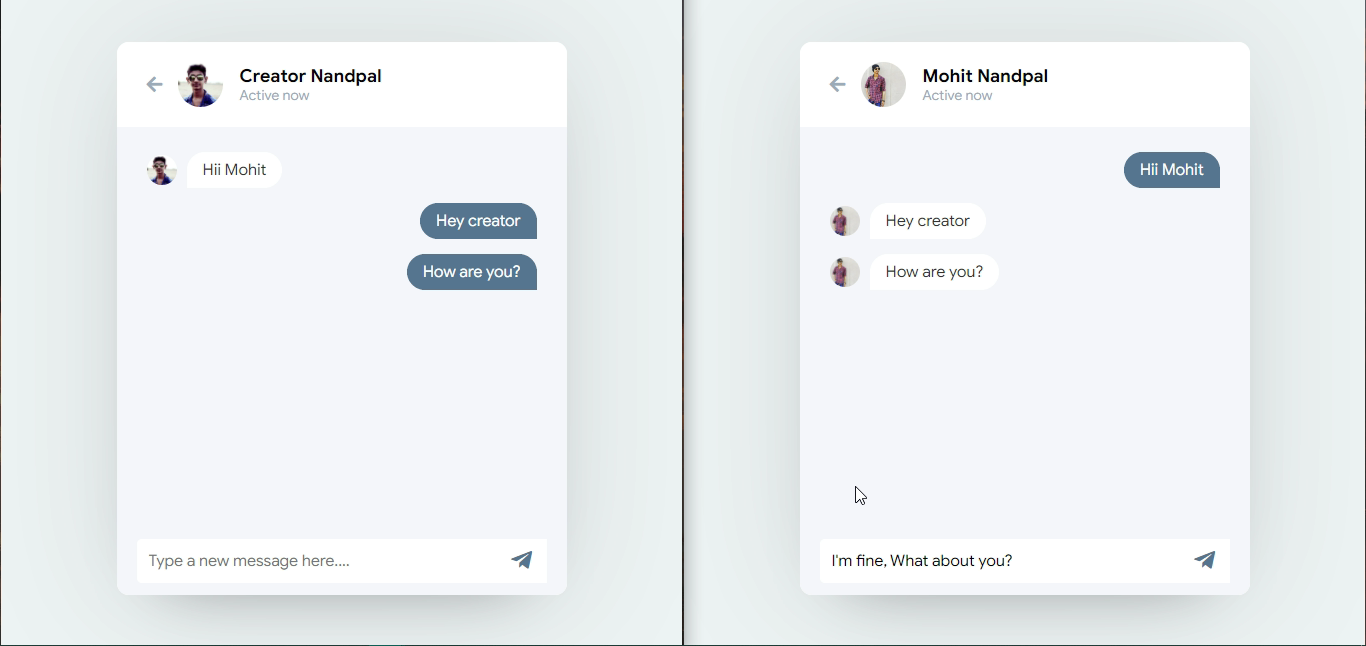 Creator Nandpal
Active now
Hii Mohit
Hey creator
How are you?
Type a new message here....
Mohit Nandpal
Active now
Hii Mohit
Hey creator
How are you?
I'm fine, What about you?